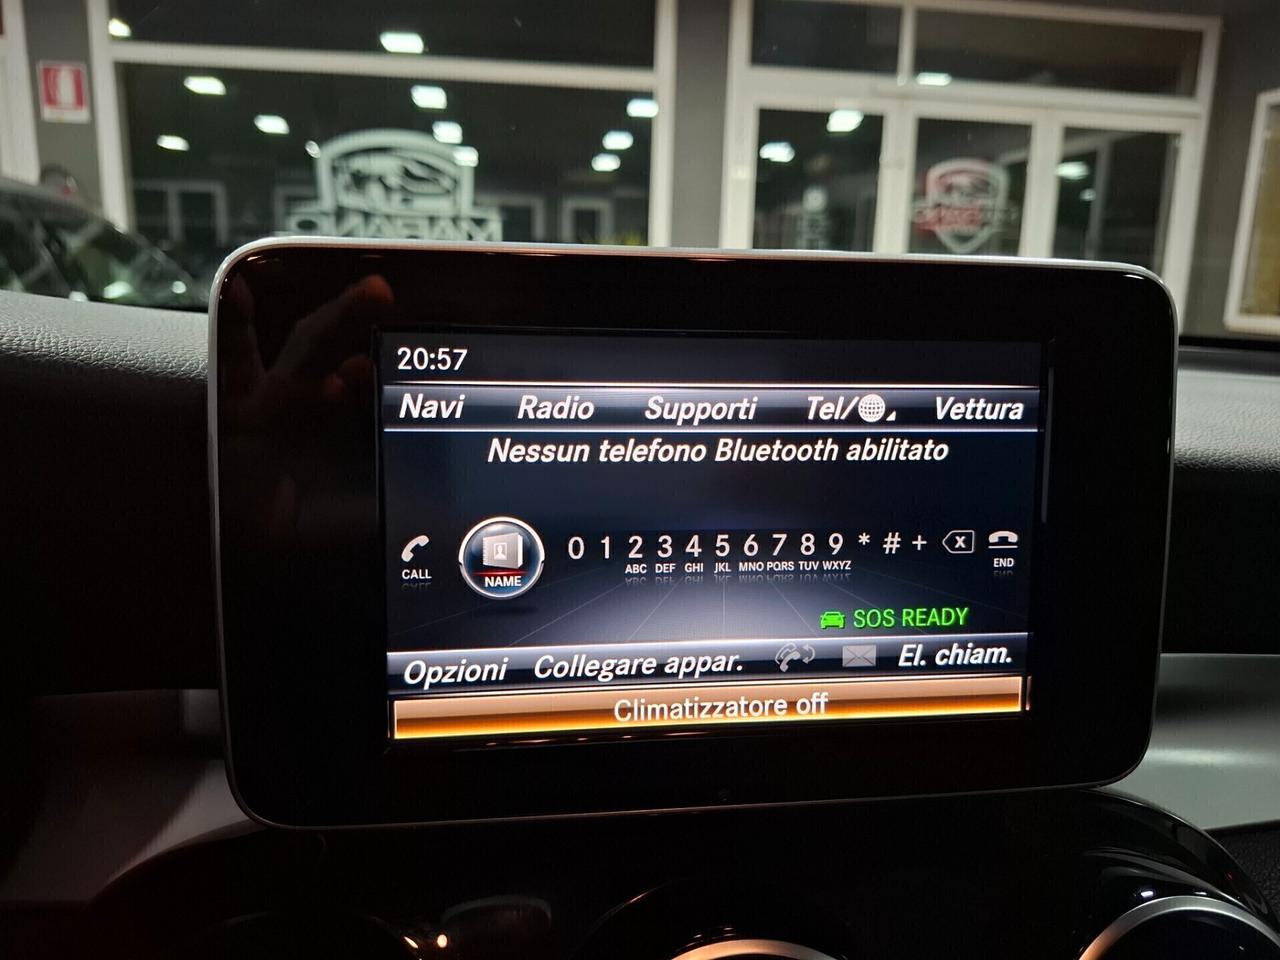 20:57
Navi Radio Supporti Tel/ Vettura
Nessun telefono Bluetooth abilitato
0 1 2 3 4 5 6 7 8 9 * # +
CALL NAME ABC DEF GHI JKL MNO PQRS TUV WXYZ END
SOS READY
Opzioni Collegare appar. El. chiam.
Climatizzatore off